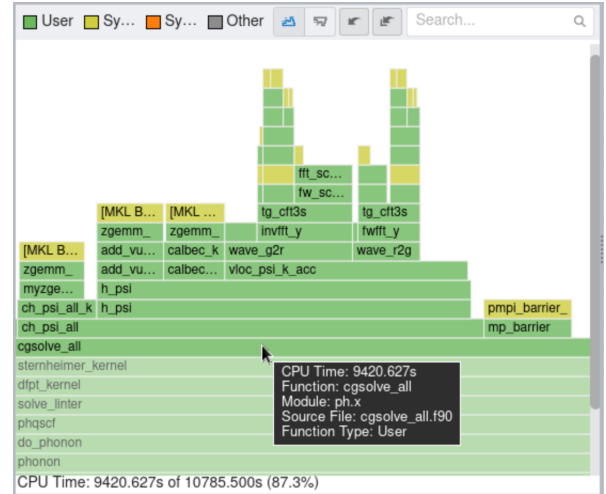 User Sy... Sy... Other Search...
fft_sc...
fw_sc...
[MKL B... [MKL ... tg_cft3s tg_cft3s
zgemm_ zgemm_ invfft_y fwfft_y
[MKL B... add_vu... calbec_k wave_g2r wave_r2g
zgemm_ add_vu... calbec... vloc_psi_k_acc
myzge... h_psi
ch_psi_all_k h_psi pmpi_barrier_
ch_psi_all mp_barrier
cgsolve_all
sternheimer_kernel
dfpt_kernel
solve_linter
phqscf
do_phonon
phonon
CPU Time: 9420.627s
Function: cgsolve_all
Module: ph.x
Source File: cgsolve_all.f90
Function Type: User
CPU Time: 9420.627s of 10785.500s (87.3%)